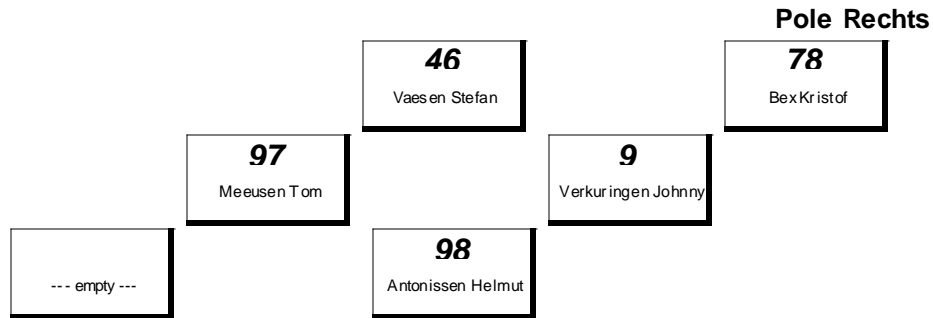 Pole Rechts
46
Vaesen Stefan
78
Bex Kristof
97
Meeusen Tom
9
Verkuringen Johnny
--- empty ---
98
Antonissen Helmut